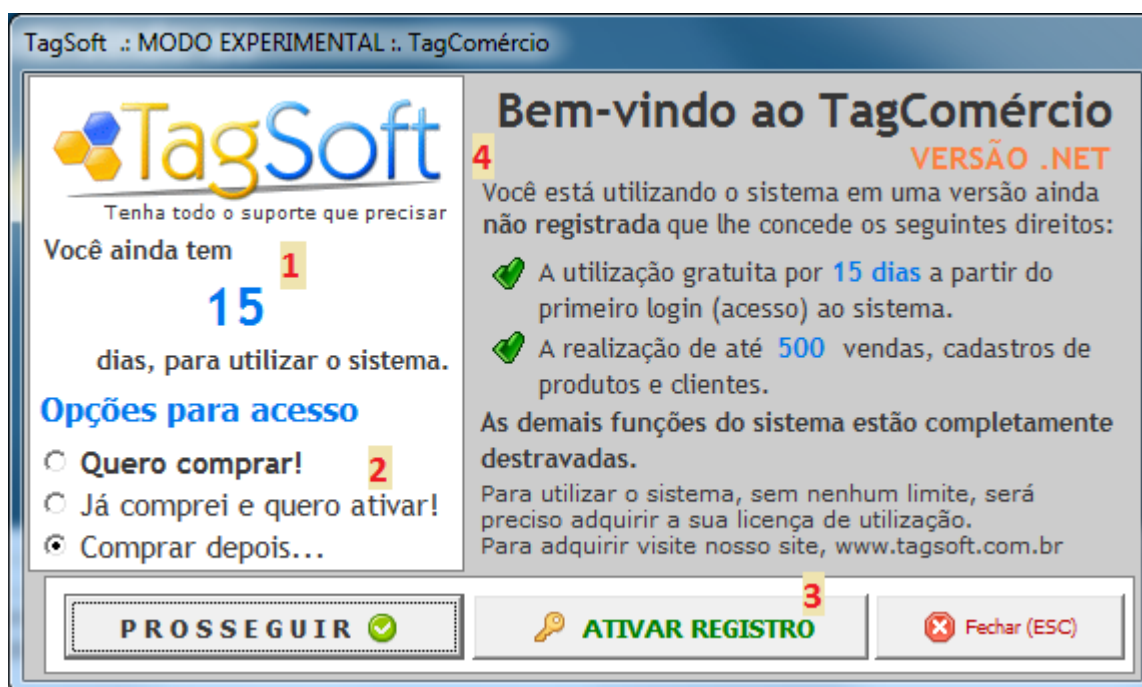 TagSoft .: MODO EXPERIMENTAL :. TagComércio
TagSoft
Tenha todo o suporte que precisar
Você ainda tem
1
15
dias, para utilizar o sistema.
Opções para acesso
Quero comprar!
2
Já comprei e quero ativar!
Comprar depois...
Bem-vindo ao TagComércio
4
VERSÃO .NET
Você está utilizando o sistema em uma versão ainda
não registrada que lhe concede os seguintes direitos:
A utilização gratuita por 15 dias a partir do
primeiro login (acesso) ao sistema.
A realização de até 500 vendas, cadastros de
produtos e clientes.
As demais funções do sistema estão completamente
destravadas.
Para utilizar o sistema, sem nenhum limite, será
preciso adquirir a sua licença de utilização.
Para adquirir visite nosso site, www.tagsoft.com.br
3
PROSSEGUIR
ATIVAR REGISTRO
Fechar (ESC)